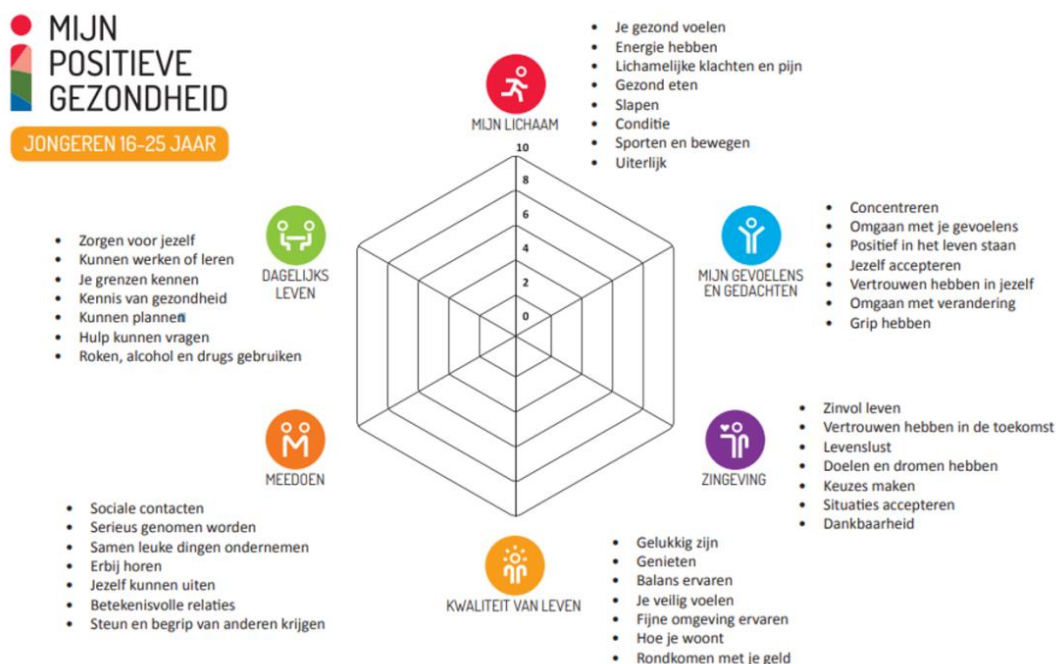 MIJN
POSITIEVE
GEZONDHEID
JONGEREN 16-25 JAAR
MIJN LICHAAM
• Je gezond voelen
• Energie hebben
• Lichamelijke klachten en pijn
• Gezond eten
• Slapen
• Conditie
• Sporten en bewegen
• Uiterlijk
10
8
6
4
2
0
MIJN GEVOELENS
EN GEDACHTEN
• Concentreren
• Omgaan met je gevoelens
• Positief in het leven staan
• Jezelf accepteren
• Vertrouwen hebben in jezelf
• Omgaan met verandering
• Grip hebben
ZINGEVING
• Zinvol leven
• Vertrouwen hebben in de toekomst
• Levenslust
• Doelen en dromen hebben
• Keuzes maken
• Situaties accepteren
• Dankbaarheid
KWALITEIT VAN LEVEN
• Gelukkig zijn
• Genieten
• Balans ervaren
• Je veilig voelen
• Fijne omgeving ervaren
• Hoe je woont
• Rondkomen met je geld
MEEDOEN
• Sociale contacten
• Serieus genomen worden
• Samen leuke dingen ondernemen
• Erbij horen
• Jezelf kunnen uiten
• Betekenisvolle relaties
• Steun en begrip van anderen krijgen
DAGELIJKS
LEVEN
• Zorgen voor jezelf
• Kunnen werken of leren
• Je grenzen kennen
• Kennis van gezondheid
• Kunnen plannen
• Hulp kunnen vragen
• Roken, alcohol en drugs gebruiken